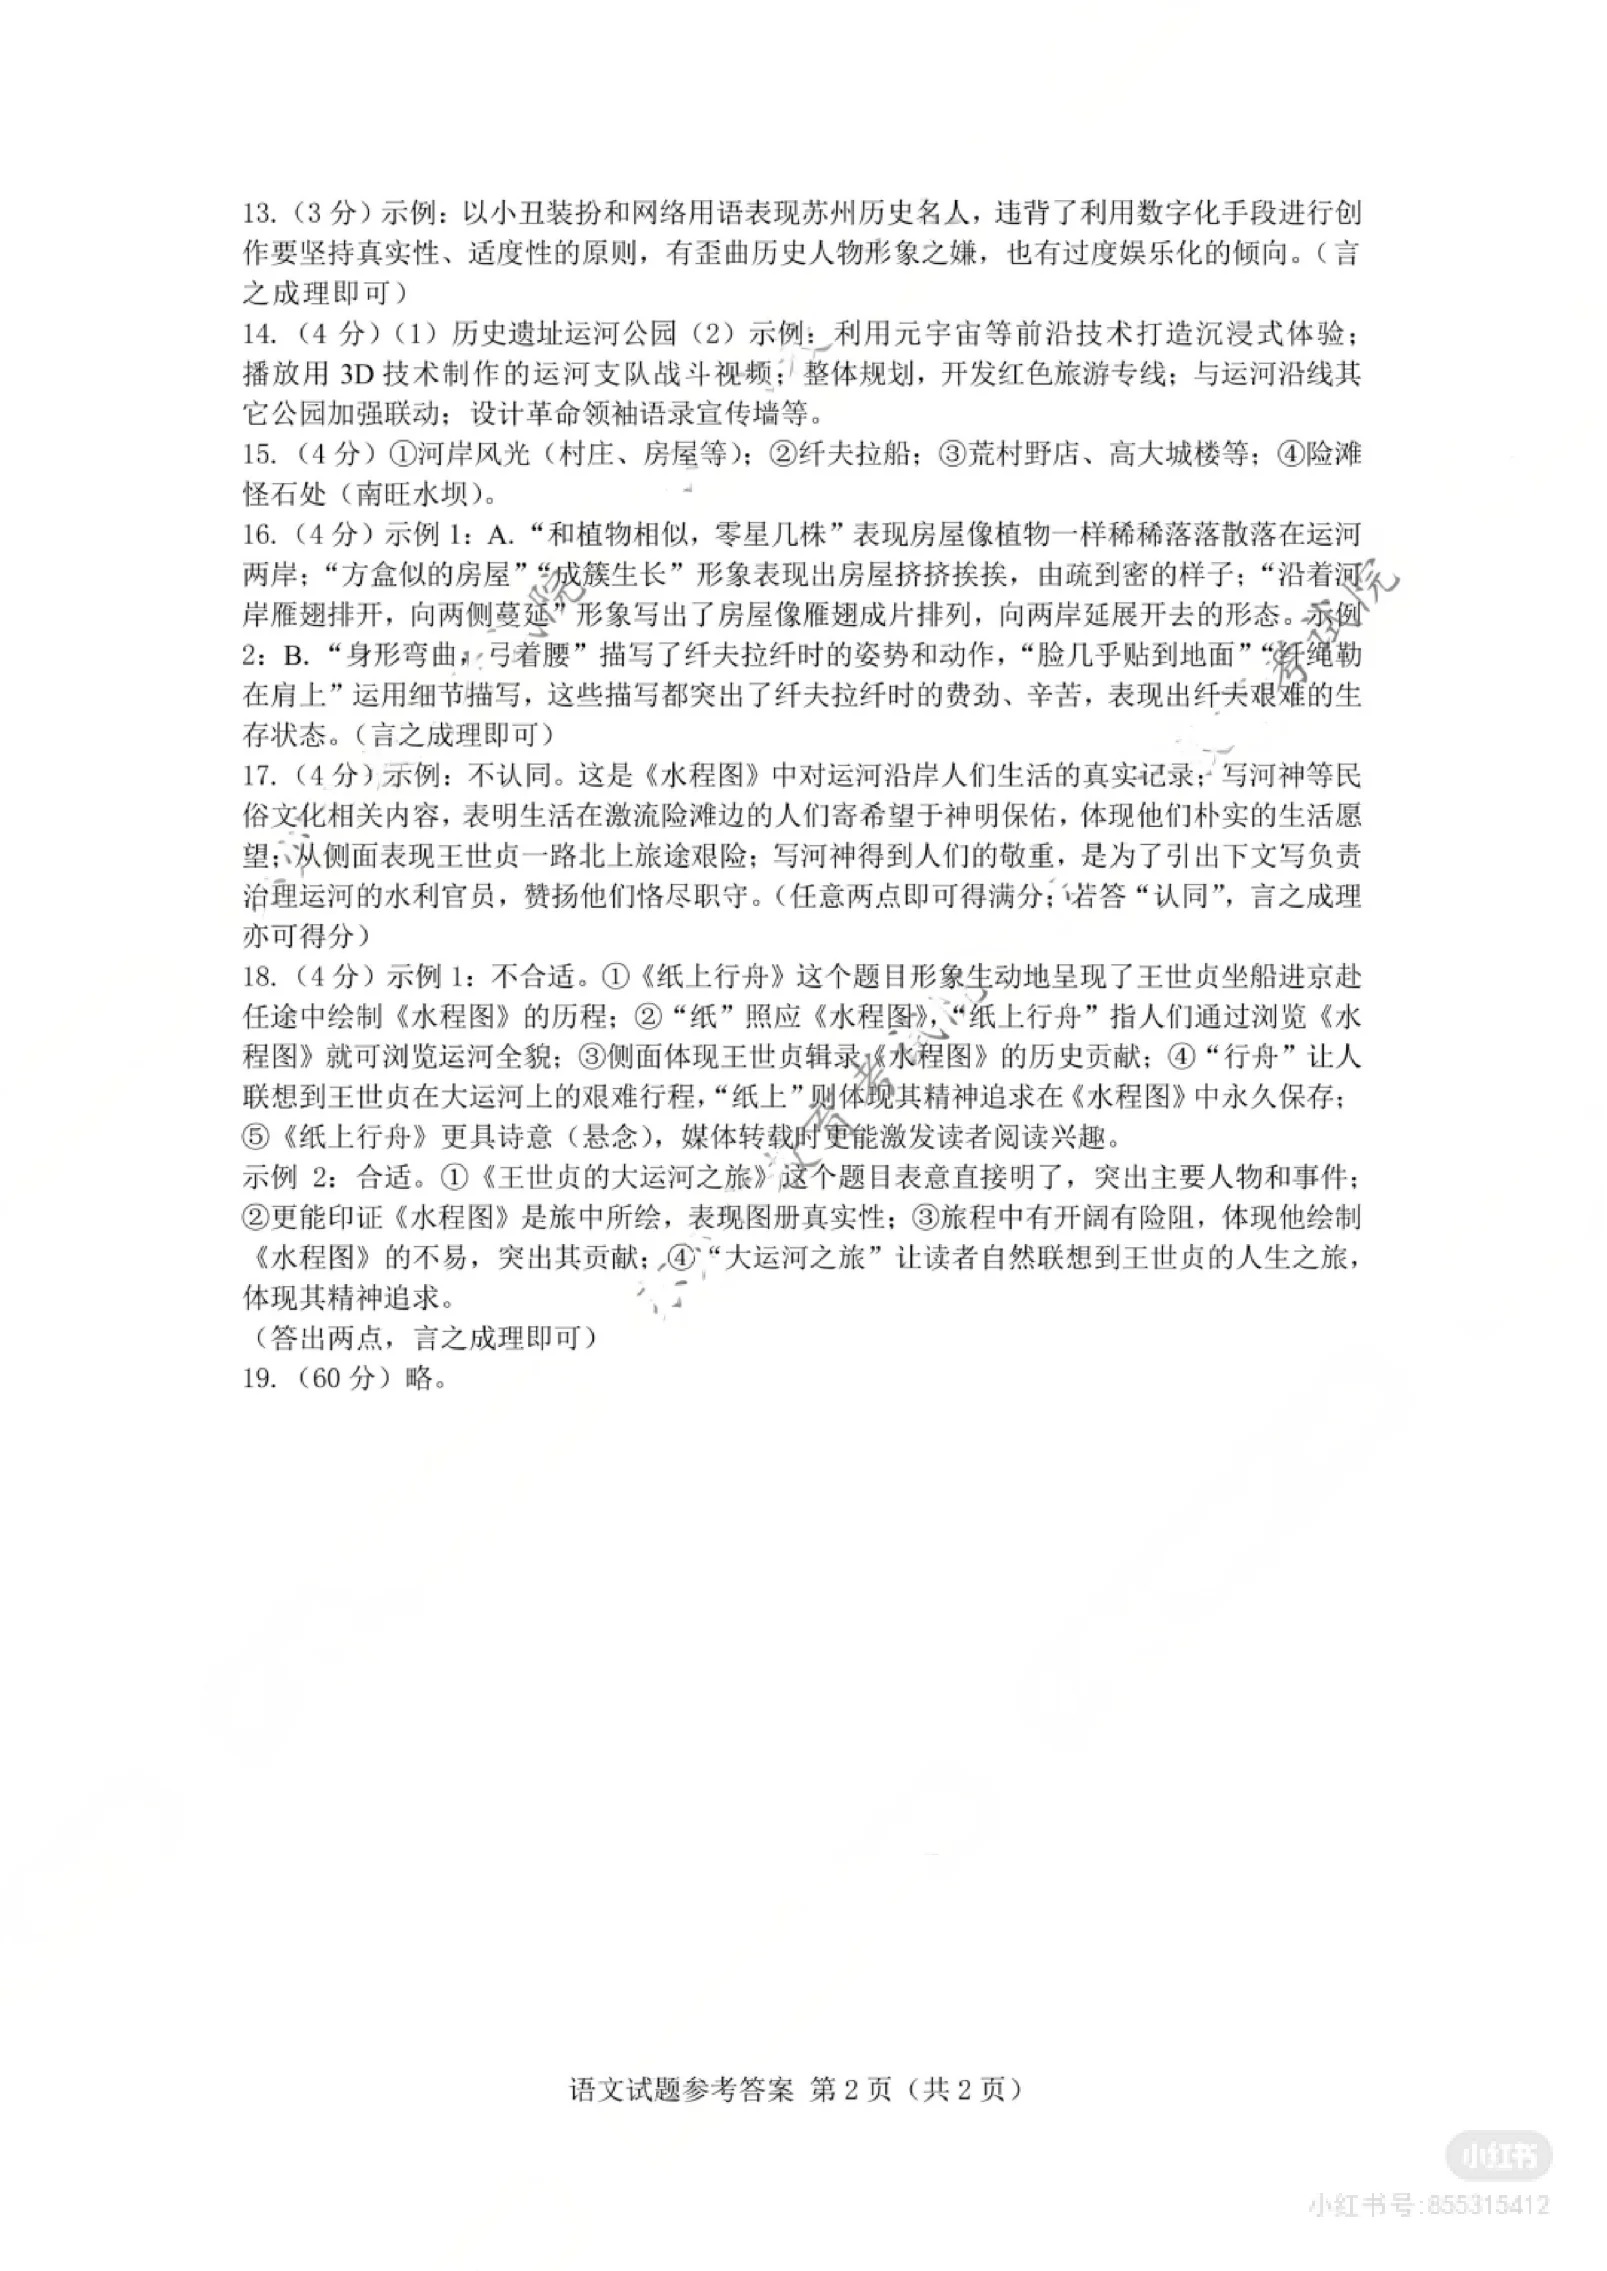 13.（3 分）示例：以小丑装扮和网络用语表现苏州历史名人，违背了利用数字化手段进行创
作要坚持真实性、适度性的原则，有歪曲历史人物形象之嫌，也有过度娱乐化的倾向。（言
之成理即可）
14.（4 分）（1）历史遗址运河公园（2）示例：利用元宇宙等前沿技术打造沉浸式体验；
播放用 3D 技术制作的运河支队战斗视频；整体规划，开发红色旅游专线；与运河沿线其
它公园加强联动；设计革命领袖语录宣传墙等。
15.（4 分）①河岸风光（村庄、房屋等）；②纤夫拉船；③荒村野店、高大城楼等；④险滩
怪石处（南旺水坝）。
16.（4 分）示例 1：A.“和植物相似，零星几株”表现房屋像植物一样稀稀落落散落在运河
两岸；“方盒似的房屋”“成簇生长”形象表现出房屋挤挤挨挨，由疏到密的样子；“沿着河
岸雁翅排开，向两侧蔓延”形象写出了房屋像雁翅成片排列，向两岸延展开去的形态。示例
2：B.“身形弯曲，弓着腰”描写了纤夫拉纤时的姿势和动作，“脸几乎贴到地面”“纤绳勒
在肩上”运用细节描写，这些描写都突出了纤夫拉纤时的费劲、辛苦，表现出纤夫艰难的生
存状态。（言之成理即可）
17.（4 分）示例：不认同。这是《水程图》中对运河沿岸人们生活的真实记录；写河神等民
俗文化相关内容，表明生活在激流险滩边的人们寄希望于神明保佑，体现他们朴实的生活愿
望；从侧面表现王世贞一路北上旅途艰险；写河神得到人们的敬重，是为了引出下文写负责
治理运河的水利官员，赞扬他们恪尽职守。（任意两点即可得满分；若答“认同”，言之成理
亦可得分）
18.（4 分）示例 1：不合适。①《纸上行舟》这个题目形象生动地呈现了王世贞坐船进京赴
任途中绘制《水程图》的历程；②“纸”照应《水程图》，“纸上行舟”指人们通过浏览《水
程图》就可浏览运河全貌；③侧面体现王世贞辑录《水程图》的历史贡献；④“行舟”让人
联想到王世贞在大运河上的艰难行程，“纸上”则体现其精神追求在《水程图》中永久保存；
⑤《纸上行舟》更具诗意（悬念），媒体转载时更能激发读者阅读兴趣。
示例 2：合适。①《王世贞的大运河之旅》这个题目表意直接明了，突出主要人物和事件；
②更能印证《水程图》是旅中所绘，表现图册真实性；③旅程中有开阔有险阻，体现他绘制
《水程图》的不易，突出其贡献；④“大运河之旅”让读者自然联想到王世贞的人生之旅，
体现其精神追求。
（答出两点，言之成理即可）
19.（60 分）略。
语文试题参考答案 第 2 页（共 2 页）
小红书
小红书号:855315412